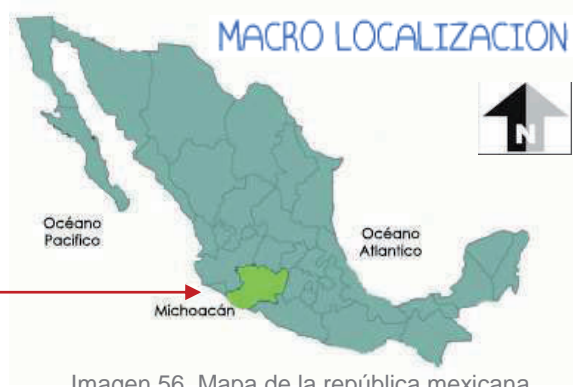 MACRO LOCALIZACION
N
Océano
Pacifico
Océano
Atlantico
Michoacán
Imagen 56. Mapa de la república mexicana